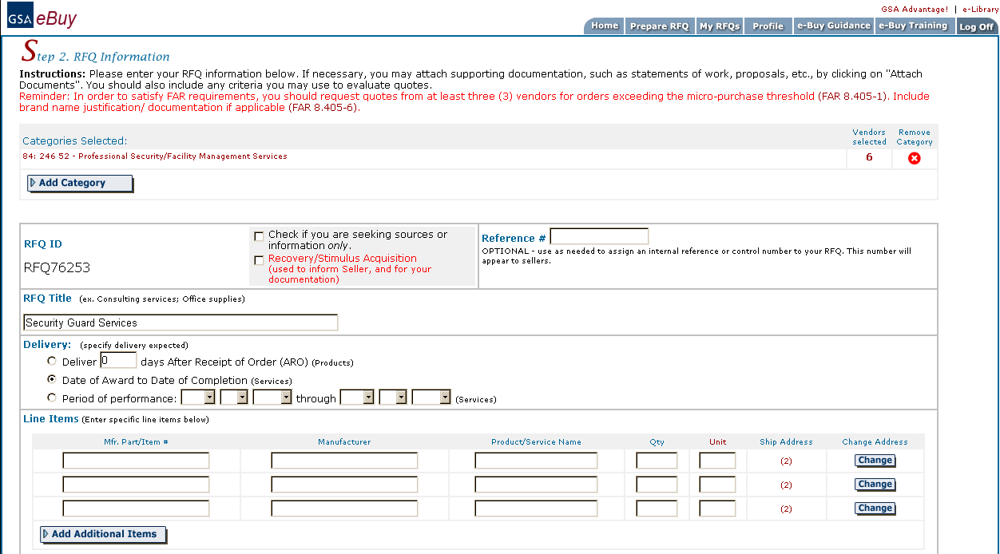 GSA eBuy
GSA Advantage! | e-Library
Home Prepare RFQ My RFQs Profile e-Buy Guidance e-Buy Training Log Off
Step 2. RFQ Information
Instructions: Please enter your RFQ information below. If necessary, you may attach supporting documentation, such as statements of work, proposals, etc., by clicking on "Attach
Documents". You should also include any criteria you may use to evaluate quotes.
Reminder: In order to satisfy FAR requirements, you should request quotes from at least three (3) vendors for orders exceeding the micro-purchase threshold (FAR 8.405-1). Include
brand name justification/ documentation if applicable (FAR 8.405-6).
Categories Selected:
Vendors
selected
Remove
Category
84: 246 52 - Professional Security/Facility Management Services
6
Add Category
RFQ ID
RFQ76253
Check if you are seeking sources or
information only.
Recovery/Stimulus Acquisition
(used to inform Seller, and for your
documentation)
Reference #
OPTIONAL - use as needed to assign an internal reference or control number to your RFQ. This number will
appear to sellers.
RFQ Title (ex. Consulting services; Office supplies)
Security Guard Services
Delivery: (specify delivery expected)
Deliver 0 days After Receipt of Order (ARO) (Products)
Date of Award to Date of Completion (Services)
Period of performance: through (Services)
Line Items (Enter specific line items below)
Mfr. Part/Item # Manufacturer Product/Service Name Qty Unit Ship Address Change Address
(2) Change
(2) Change
(2) Change
Add Additional Items